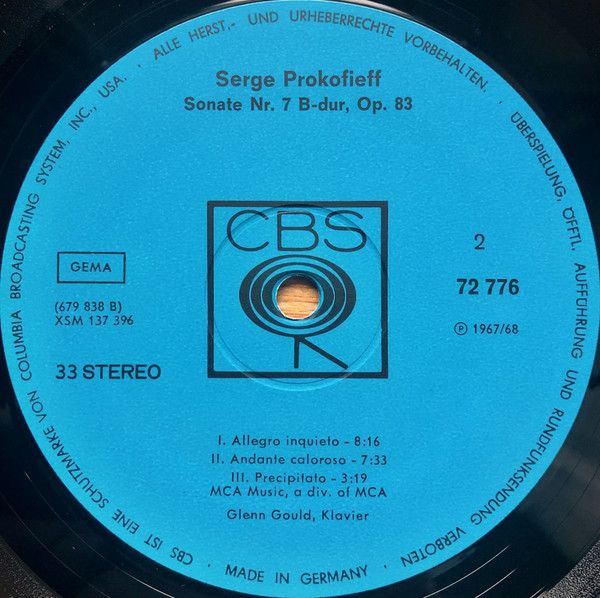 ALLE HERST.- UND URHEBERRECHTE VORBEHALTEN. · ÜBERSPIELUNG, ÖFFTL. AUFFÜHRUNG UND RUNDFUNKSENDUNG VERBOTEN · MADE IN GERMANY · CBS IST EINE SCHUTZMARKE VON COLUMBIA BROADCASTING SYSTEM, INC., USA. ·
Serge Prokofieff
Sonate Nr. 7 B-dur, Op. 83
CBS
2
GEMA
72 776
(679 838 B)
XSM 137 396
Ⓟ 1967/68
33 STEREO
I. Allegro inquieto - 8:16
II. Andante caloroso - 7:33
III. Precipitato - 3:19
MCA Music, a div. of MCA
Glenn Gould, Klavier